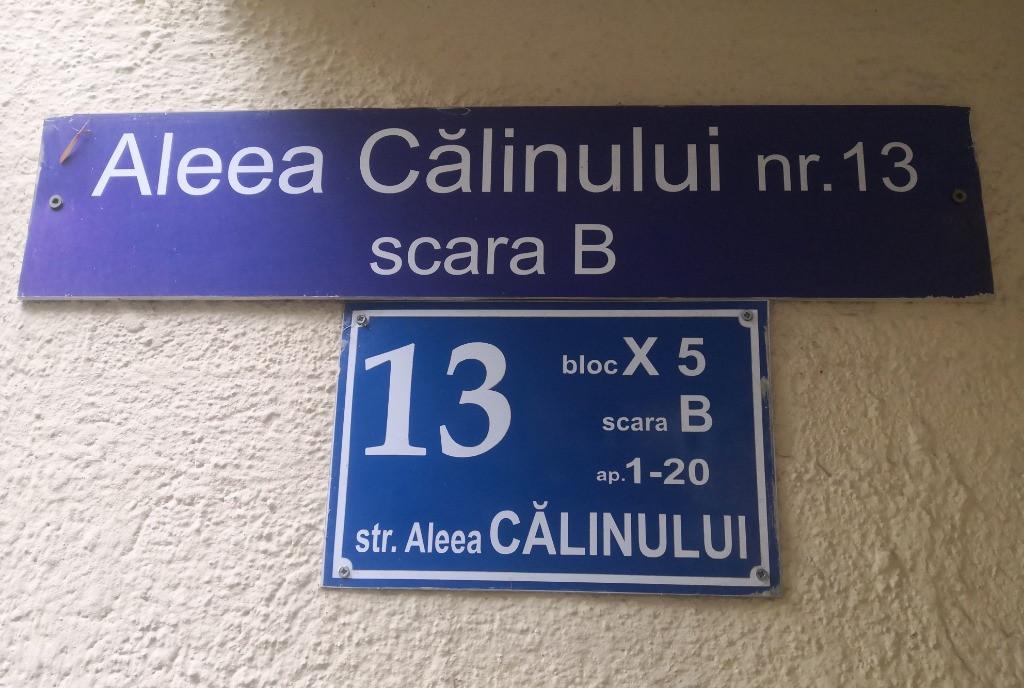 Aleea Călinului nr.13
scara B
13
bloc X 5
scara B
ap.1-20
str. Aleea CĂLINULUI